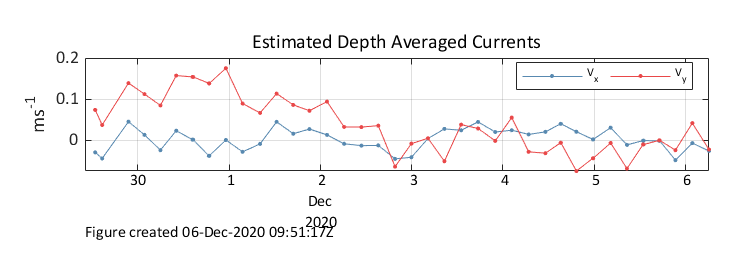 Estimated Depth Averaged Currents
0.2
0.1
0
ms-1
Vx Vy
30 1 2 3 4 5 6
Dec
2020
Figure created 06-Dec-2020 09:51:17Z